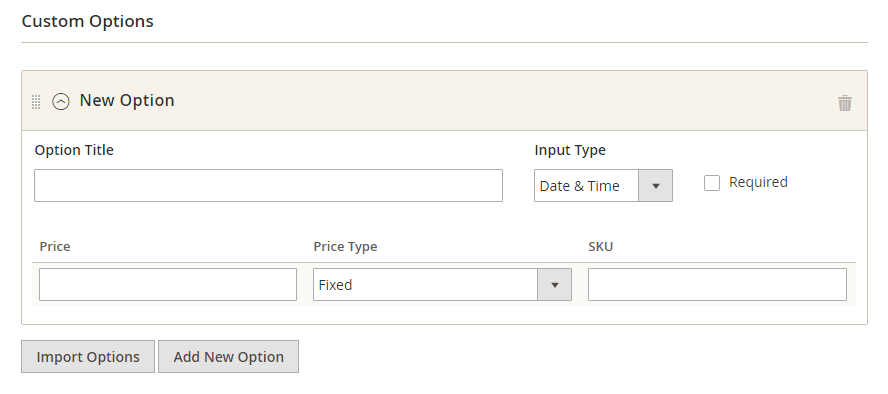 Custom Options
New Option
Option Title Input Type
Date & Time Required
Price Price Type SKU
Fixed
Import Options Add New Option